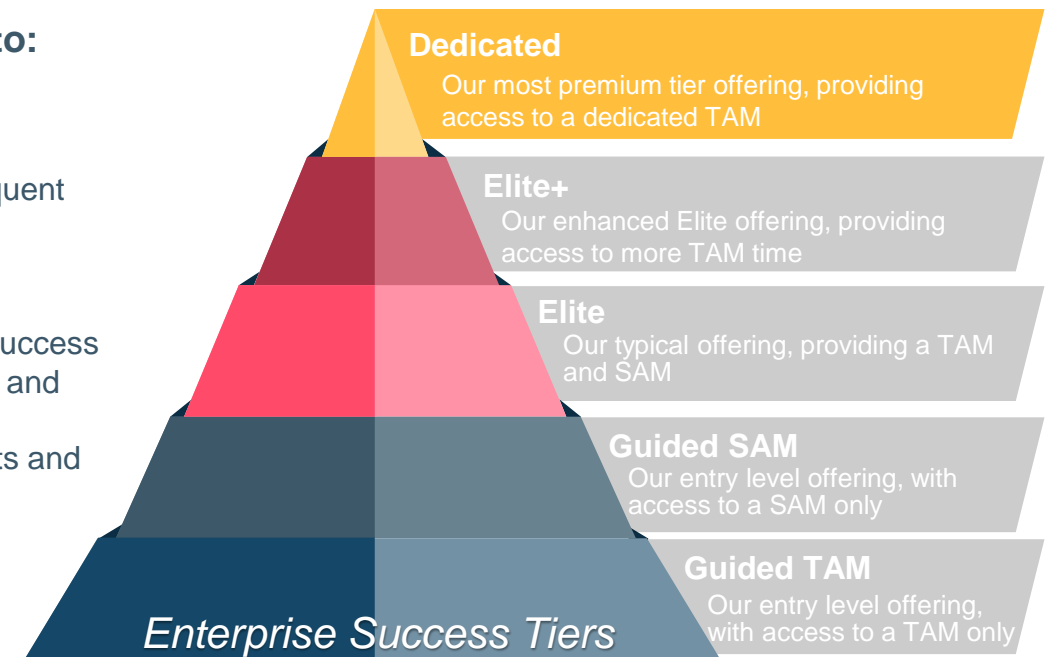 to:
quent
uccess
and
ts and
Dedicated
Our most premium tier offering, providing
access to a dedicated TAM
Elite+
Our enhanced Elite offering, providing
access to more TAM time
Elite
Our typical offering, providing a TAM
and SAM
Guided SAM
Our entry level offering, with
access to a SAM only
Guided TAM
Our entry level offering,
with access to a TAM only
Enterprise Success Tiers